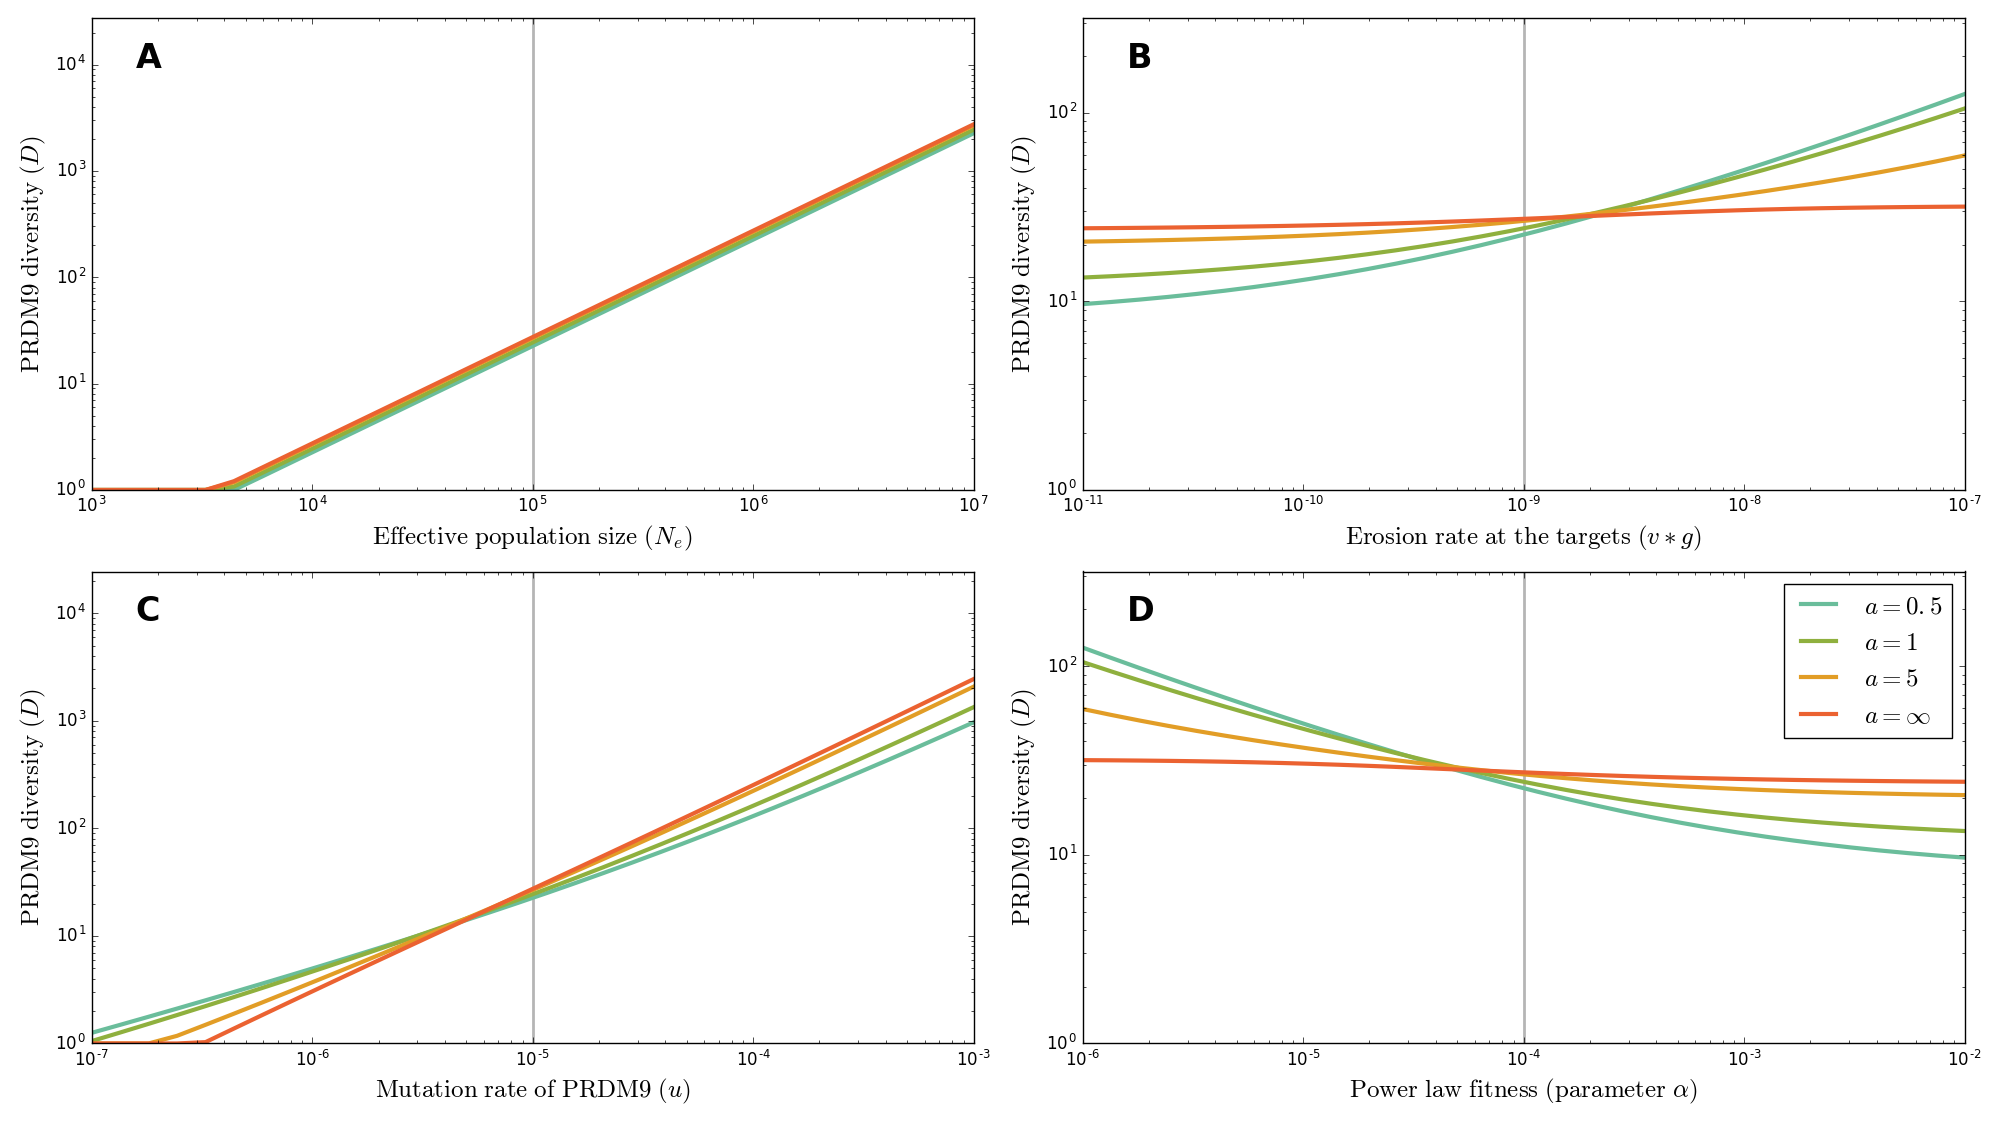 A
10^4
10^3
10^2
10^1
10^0
PRDM9 diversity (D)
10^3 10^4 10^5 10^6 10^7
Effective population size (N_e)
B
10^2
10^1
10^0
PRDM9 diversity (D)
10^-11 10^-10 10^-9 10^-8 10^-7
Erosion rate at the targets (v ∗ g)
C
10^4
10^3
10^2
10^1
10^0
PRDM9 diversity (D)
10^-7 10^-6 10^-5 10^-4 10^-3
Mutation rate of PRDM9 (u)
D
a = 0.5
a = 1
a = 5
a = ∞
10^2
10^1
10^0
PRDM9 diversity (D)
10^-6 10^-5 10^-4 10^-3 10^-2
Power law fitness (parameter α)